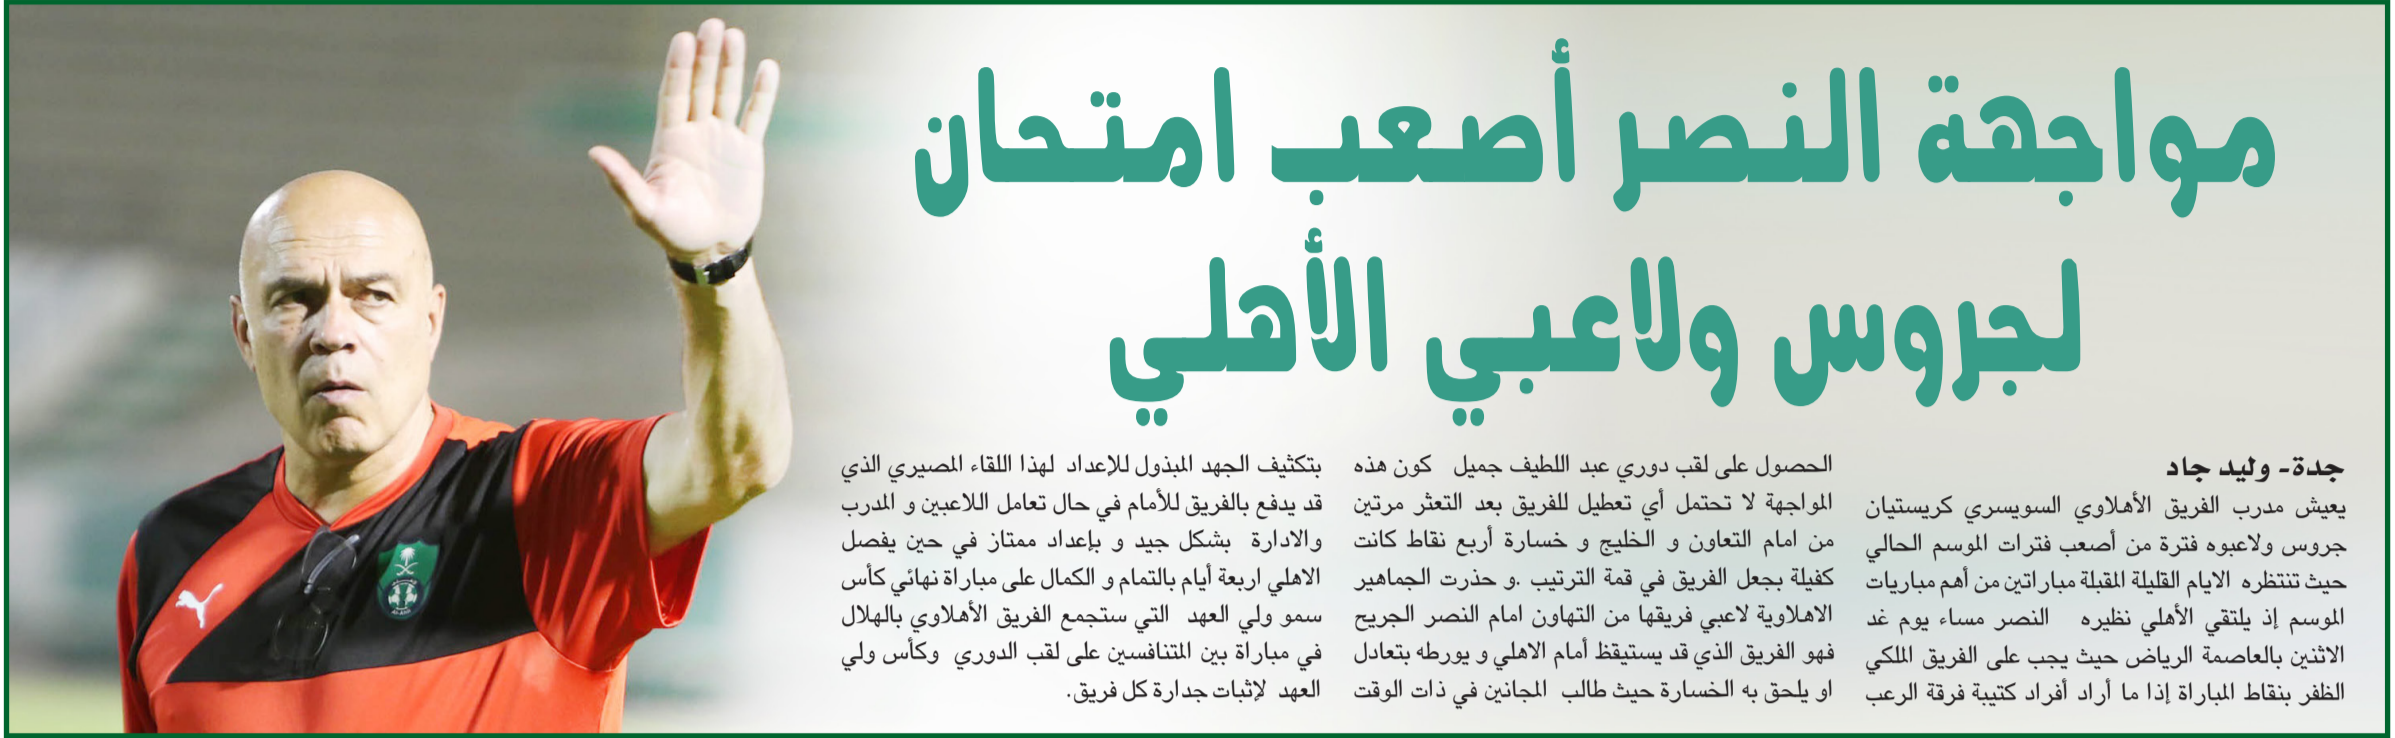 مواجهة النصر أصعب امتحان
لجروس ولاعبي الأهلي
جدة- وليد جاد
يعيش مدرب الفريق الأهلاوي السويسري كريستيان
جروس ولاعبوه فترة من أصعب فترات الموسم الحالي
حيث تنتظره الايام القليلة المقبلة مباراتين من أهم مباريات
الموسم إذ يلتقي الأهلي نظيره النصر مساء يوم غد
الاثنين بالعاصمة الرياض حيث يجب على الفريق الملكي
الظفر بنقاط المباراة إذا ما أراد أفراد كتيبة فرقة الرعب
الحصول على لقب دوري عبد اللطيف جميل كون هذه
المواجهة لا تحتمل أي تعطيل للفريق بعد التعثر مرتين
من امام التعاون و الخليج و خسارة أربع نقاط كانت
كفيلة بجعل الفريق في قمة الترتيب .و حذرت الجماهير
الاهلاوية لاعبي فريقها من التهاون امام النصر الجريح
فهو الفريق الذي قد يستيقظ أمام الاهلي و يورطه بتعادل
او يلحق به الخسارة حيث طالب المجانين في ذات الوقت
بتكثيف الجهد المبذول للإعداد لهذا اللقاء المصيري الذي
قد يدفع بالفريق للأمام في حال تعامل اللاعبين و المدرب
والادارة بشكل جيد و بإعداد ممتاز في حين يفصل
الاهلي اربعة أيام بالتمام و الكمال على مباراة نهائي كأس
سمو ولي العهد التي ستجمع الفريق الأهلاوي بالهلال
في مباراة بين المتنافسين على لقب الدوري وكأس ولي
العهد لإثبات جدارة كل فريق.